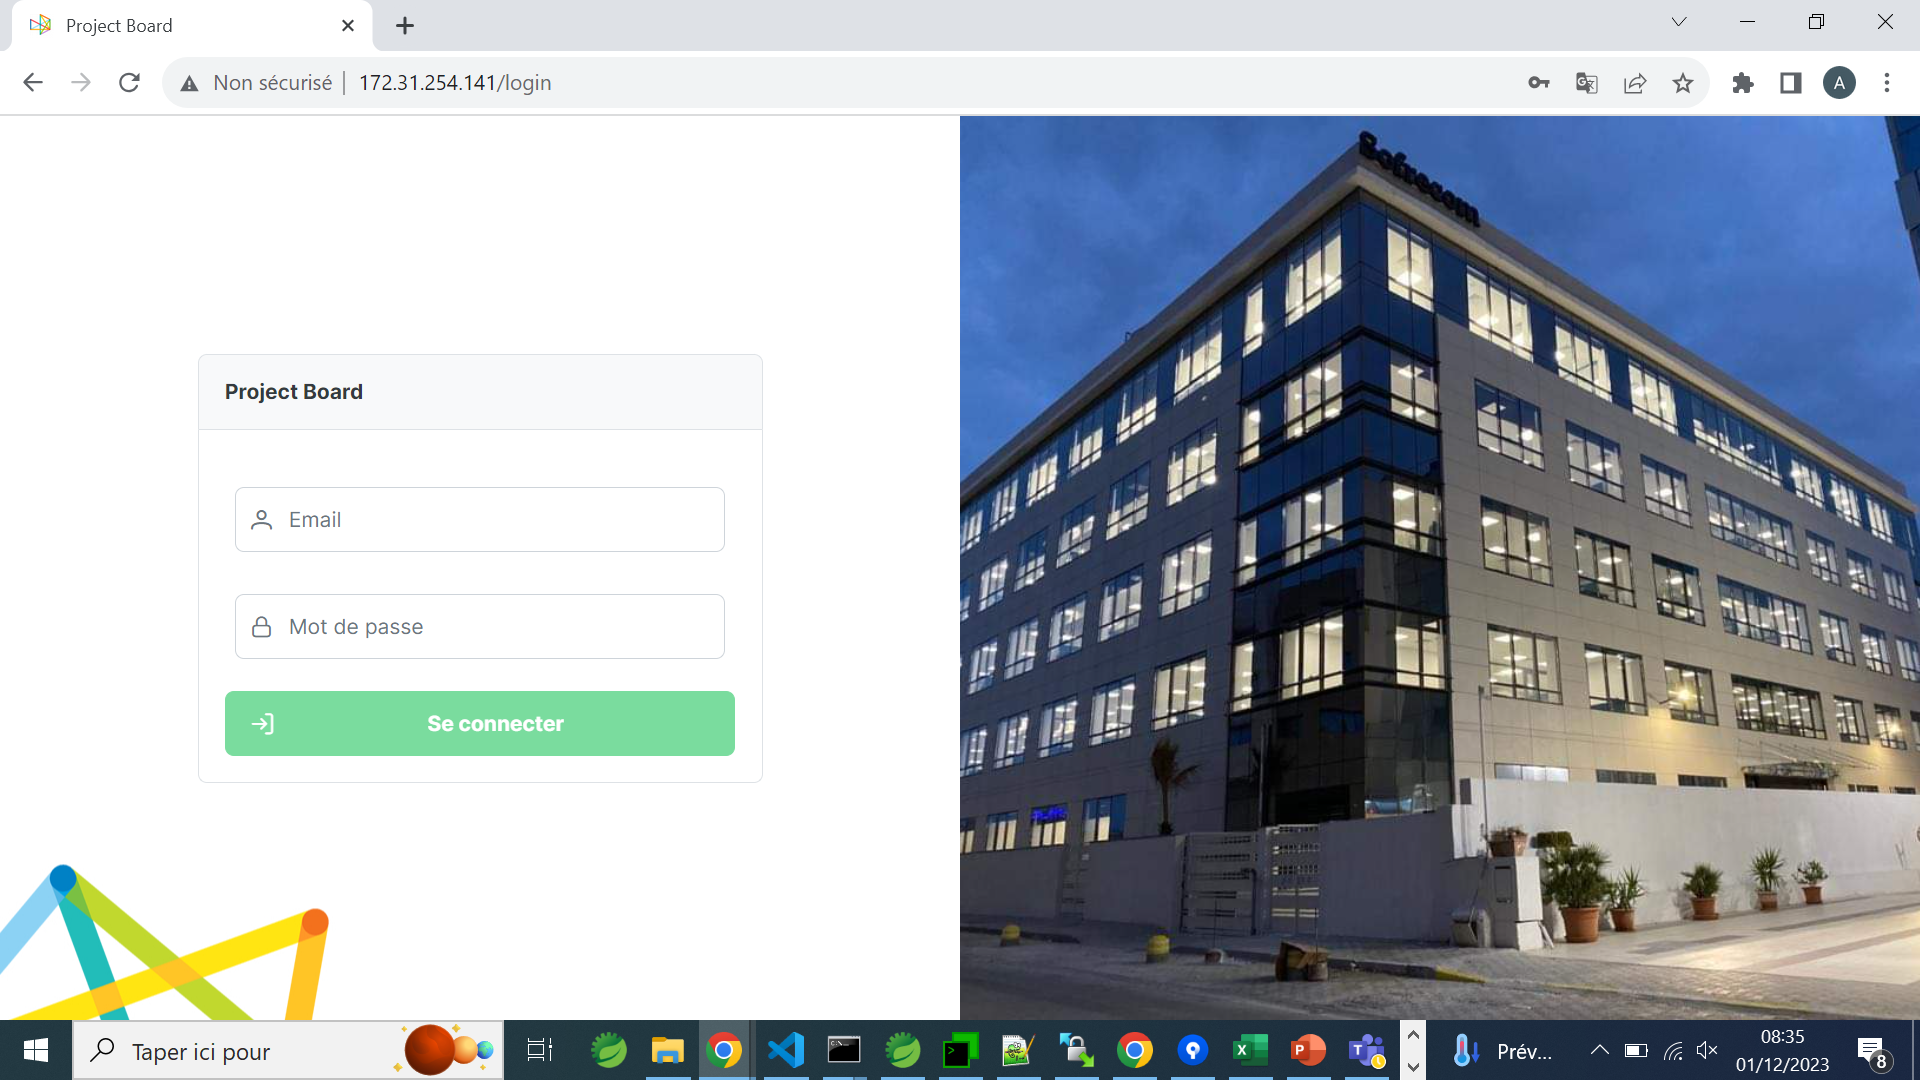 Project Board
Non sécurisé
172.31.254.141/login
A
Sofrecom
Project Board
Email
Mot de passe
Se connecter
Taper ici pour
Prév...
08:35
01/12/2023
8